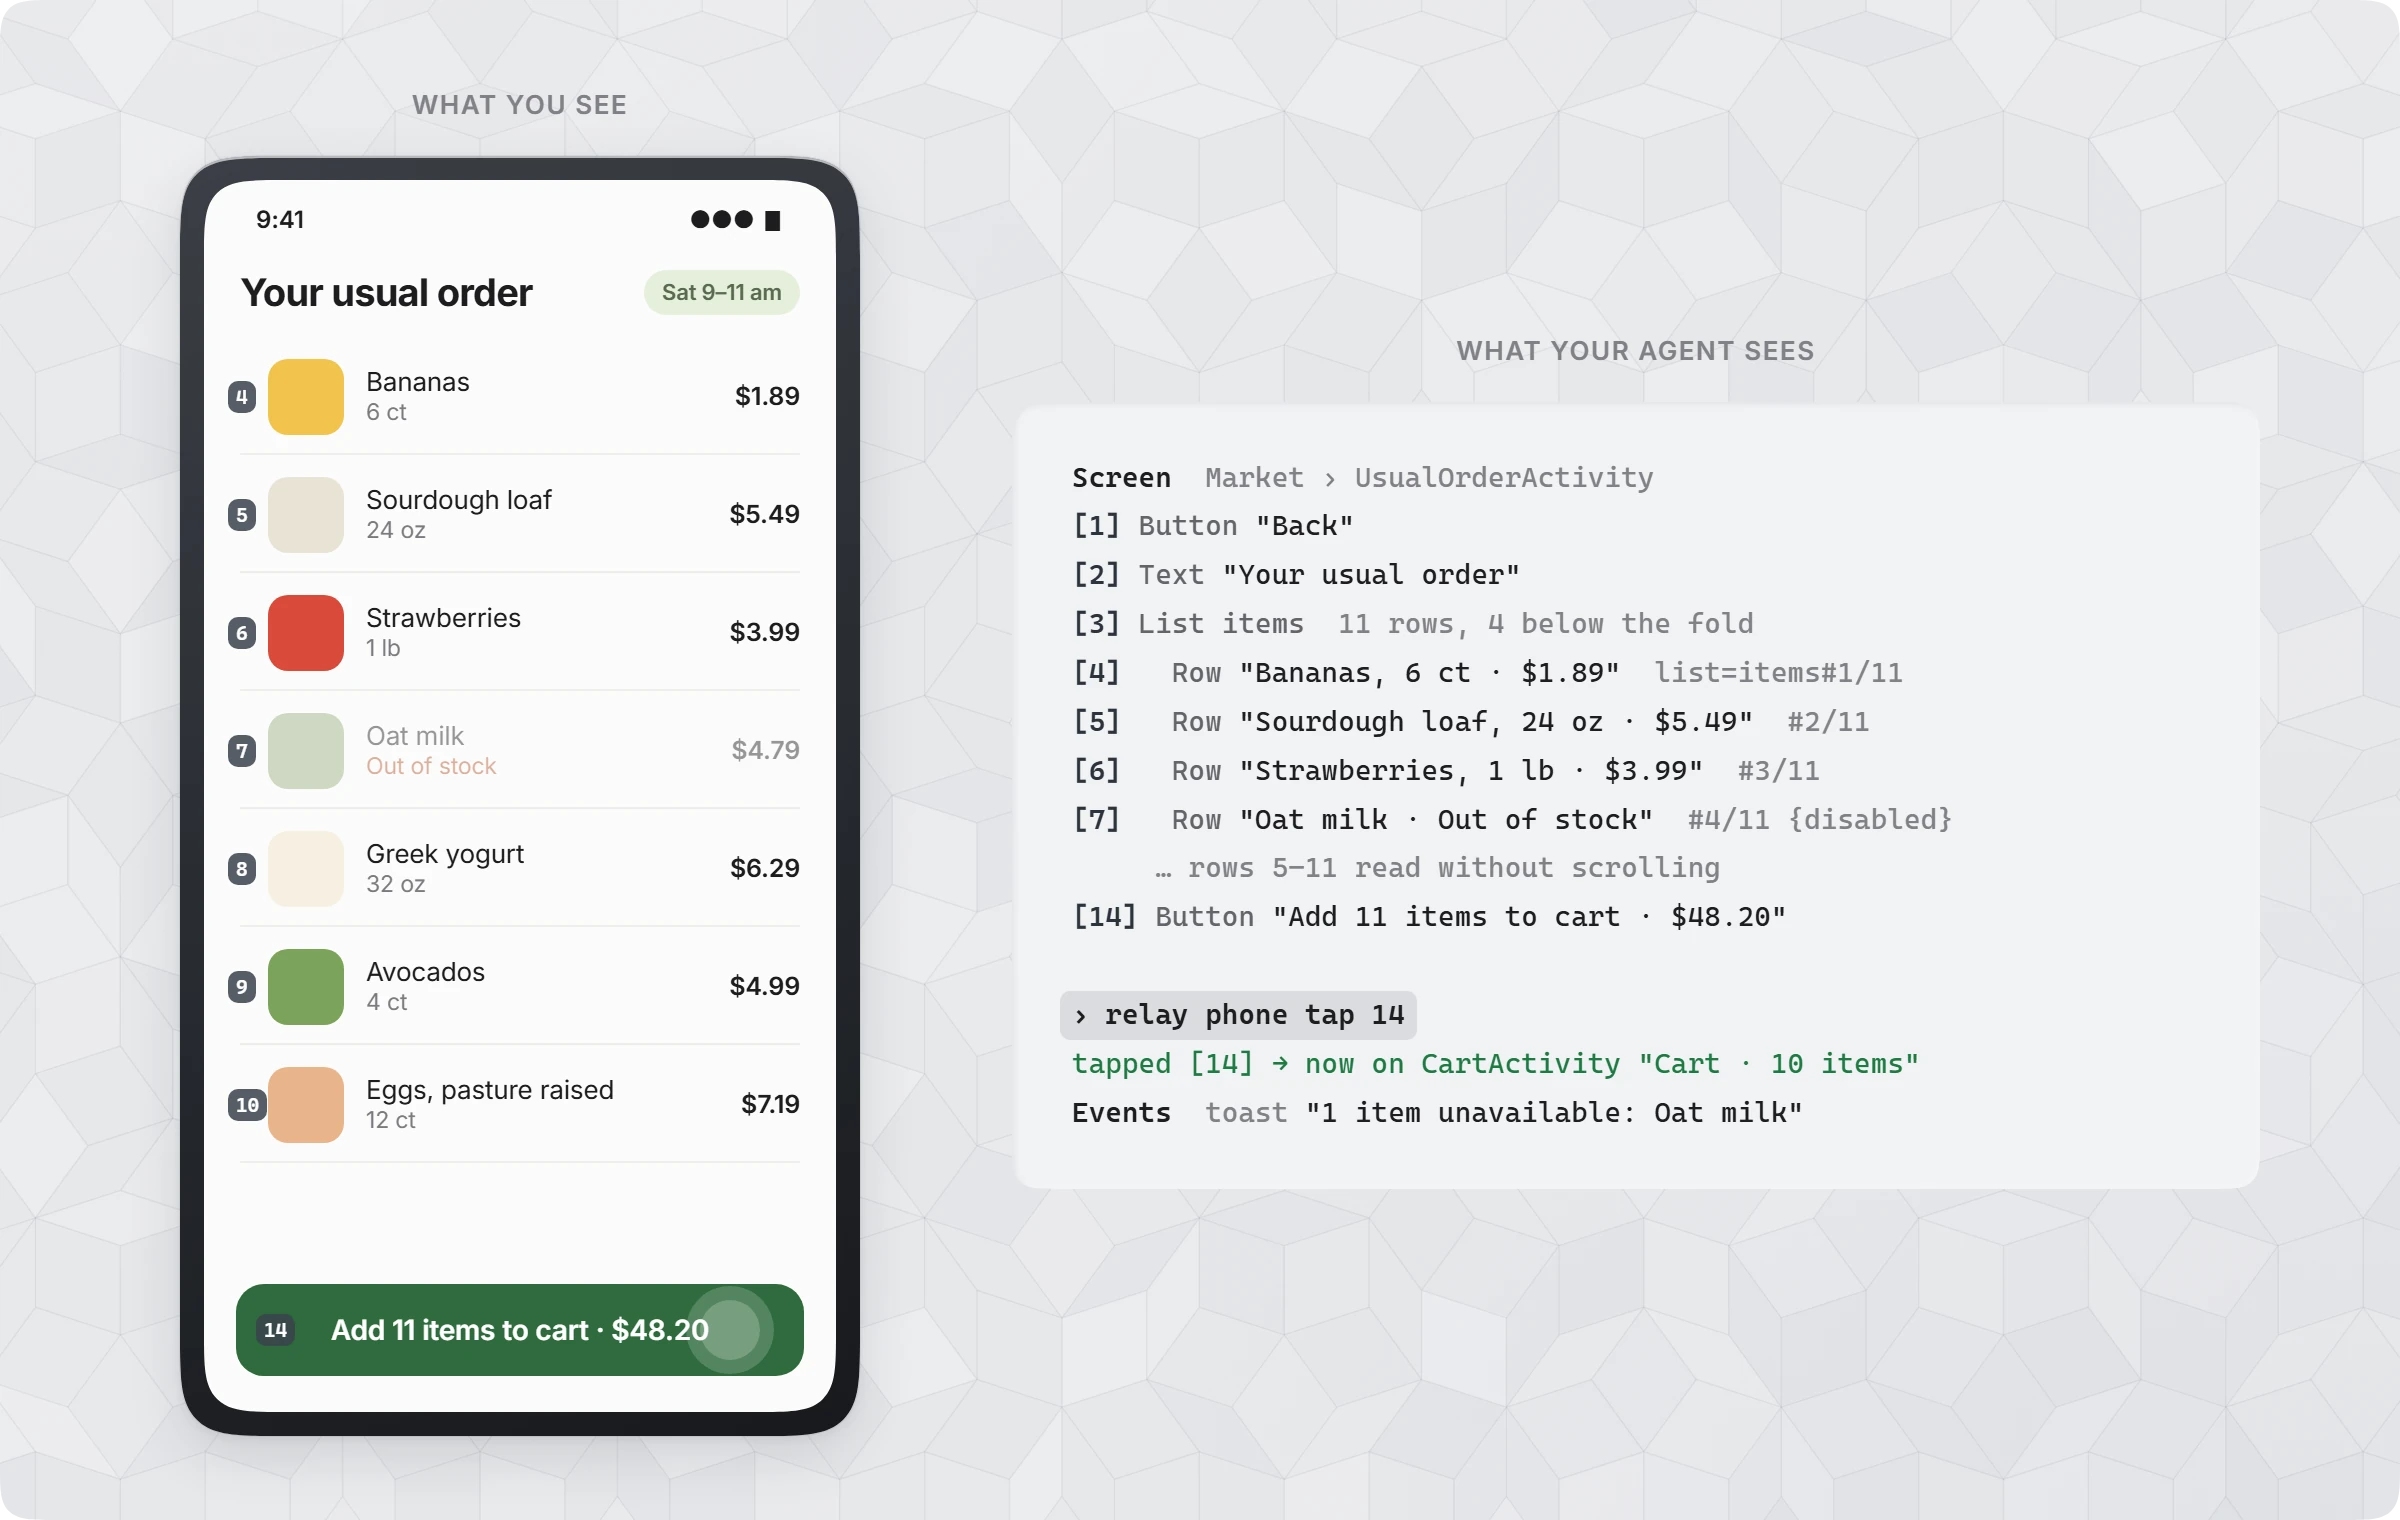 WHAT YOU SEE
9:41
Your usual order
Sat 9–11 am
4
Bananas
6 ct
$1.89
5
Sourdough loaf
24 oz
$5.49
6
Strawberries
1 lb
$3.99
7
Oat milk
Out of stock
$4.79
8
Greek yogurt
32 oz
$6.29
9
Avocados
4 ct
$4.99
10
Eggs, pasture raised
12 ct
$7.19
14
Add 11 items to cart · $48.20
WHAT YOUR AGENT SEES
Screen Market › UsualOrderActivity
[1] Button "Back"
[2] Text "Your usual order"
[3] List items 11 rows, 4 below the fold
[4] Row "Bananas, 6 ct · $1.89" list=items#1/11
[5] Row "Sourdough loaf, 24 oz · $5.49" #2/11
[6] Row "Strawberries, 1 lb · $3.99" #3/11
[7] Row "Oat milk · Out of stock" #4/11 {disabled}
… rows 5–11 read without scrolling
[14] Button "Add 11 items to cart · $48.20"
› relay phone tap 14
tapped [14] → now on CartActivity "Cart · 10 items"
Events toast "1 item unavailable: Oat milk"